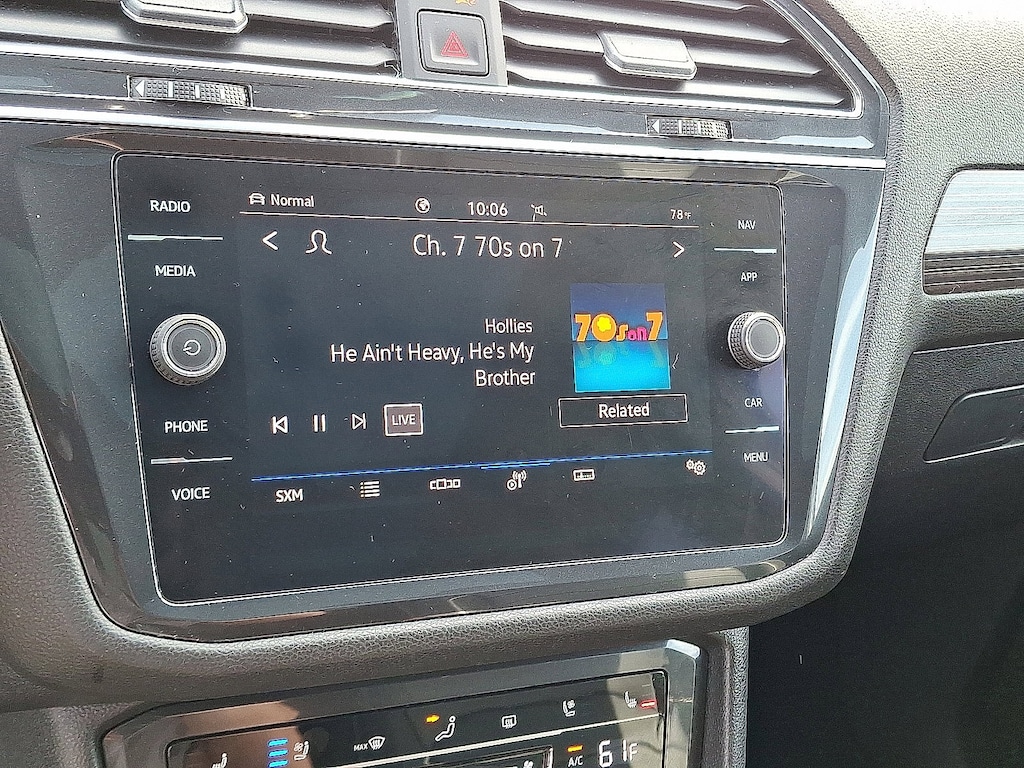 RADIO
MEDIA
PHONE
VOICE
Normal
10:06
78°F
Ch. 7 70s on 7
Hollies
He Ain't Heavy, He's My
Brother
70s on 7
Related
LIVE
SXM
NAV
APP
CAR
MENU
MAX
A/C
61F